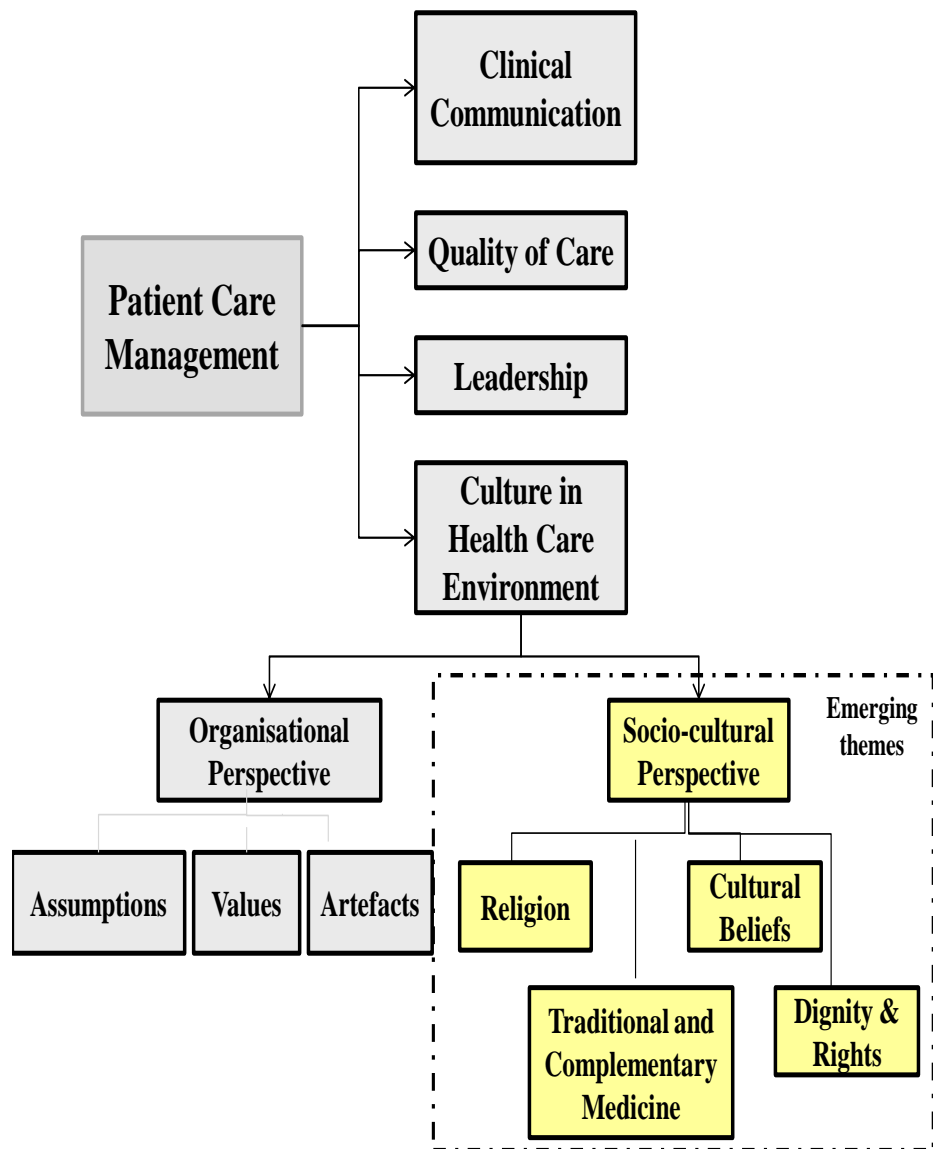 Clinical
Communication
Quality of Care
Patient Care
Management
Leadership
Culture in
Health Care
Environment
Organisational
Perspective
Socio-cultural
Perspective
Emerging
themes
Assumptions
Values
Artefacts
Religion
Cultural
Beliefs
Traditional and
Complementary
Medicine
Dignity &
Rights